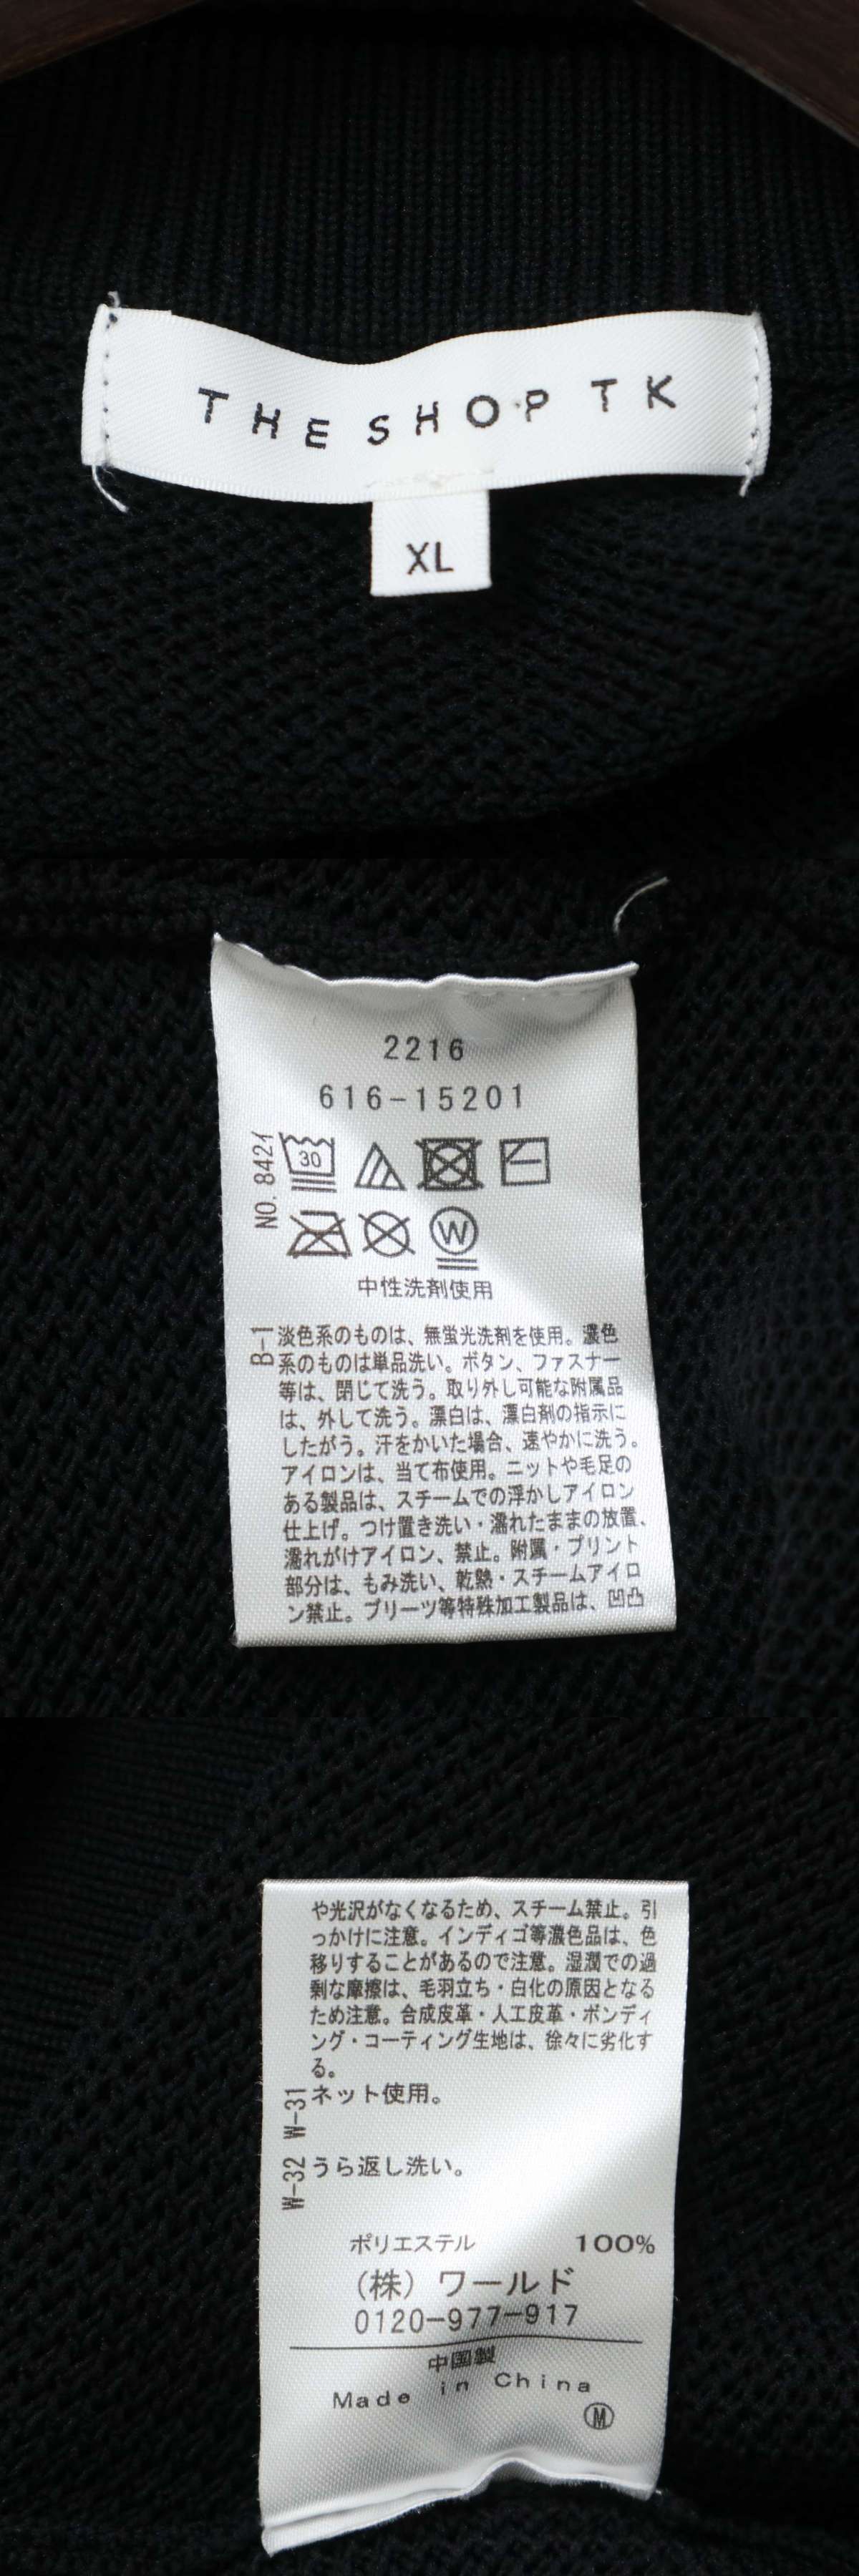 THE SHOP TK
XL
2216
616-15201
NO. 8421
30
W
中性洗剤使用
B-1
淡色系のものは、無蛍光洗剤を使用。濃色
系のものは単品洗い。ボタン、ファスナー
等は、閉じて洗う。取り外し可能な附属品
は、外して洗う。漂白は、漂白剤の指示に
したがう。汗をかいた場合、速やかに洗う。
アイロンは、当て布使用。ニットや毛足の
ある製品は、スチームでの浮かしアイロン
仕上げ。つけ置き洗い・濡れたままの放置、
濡れがけアイロン、禁止。附属・プリント
部分は、もみ洗い、乾熱・スチームアイロ
ン禁止。プリーツ等特殊加工製品は、凹凸
や光沢がなくなるため、スチーム禁止。引
っかけに注意。インディゴ等濃色品は、色
移りすることがあるので注意。湿潤での過
剰な摩擦は、毛羽立ち・白化の原因となる
ため注意。合成皮革・人工皮革・ボンディ
ング・コーティング生地は、徐々に劣化す
る。
W-31 ネット使用。
W-32 うら返し洗い。
ポリエステル 100%
(株) ワールド
0120-977-917
中国製
Made in China
M